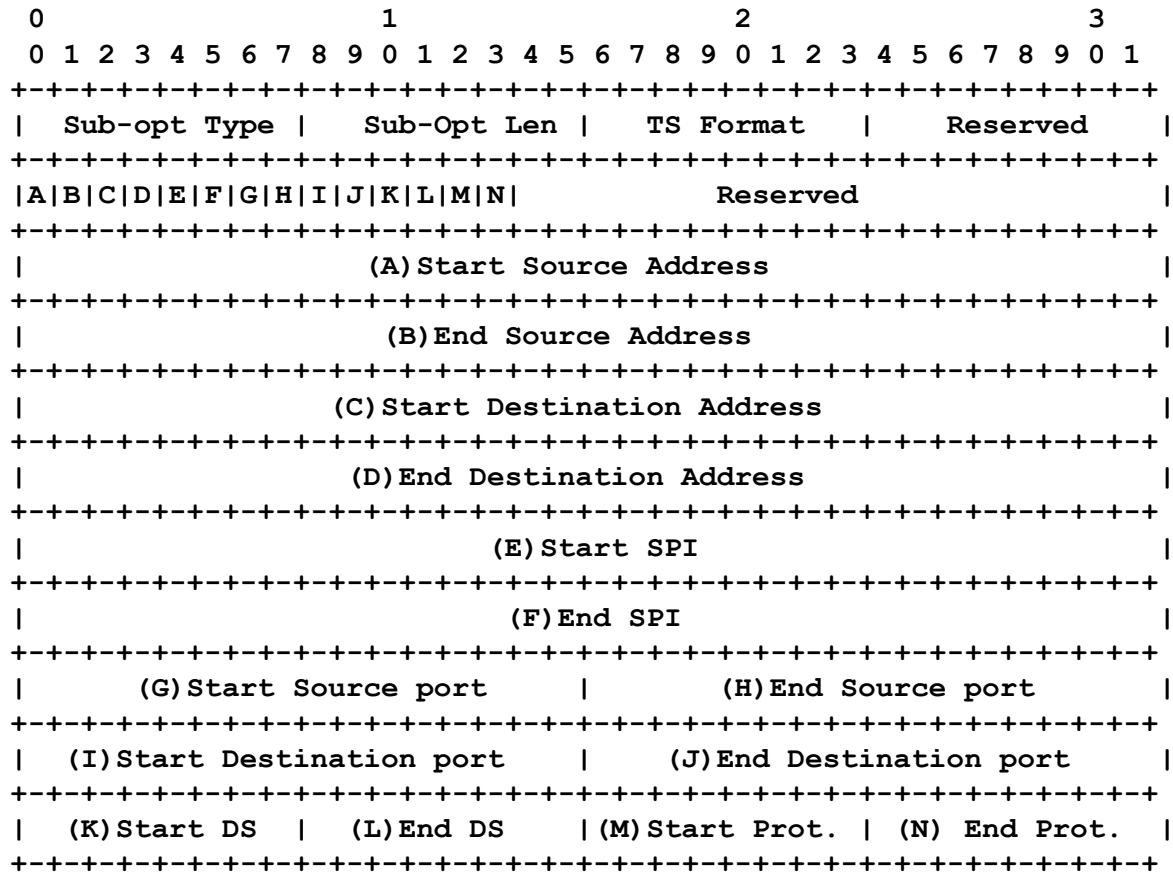 0                   1                   2                   3
0 1 2 3 4 5 6 7 8 9 0 1 2 3 4 5 6 7 8 9 0 1 2 3 4 5 6 7 8 9 0 1
+-+-+-+-+-+-+-+-+-+-+-+-+-+-+-+-+-+-+-+-+-+-+-+-+-+-+-+-+-+-+-+-+
| Sub-opt Type | Sub-Opt Len | TS Format | Reserved |
+-+-+-+-+-+-+-+-+-+-+-+-+-+-+-+-+-+-+-+-+-+-+-+-+-+-+-+-+-+-+-+-+
|A|B|C|D|E|F|G|H|I|J|K|L|M|N| Reserved |
+-+-+-+-+-+-+-+-+-+-+-+-+-+-+-+-+-+-+-+-+-+-+-+-+-+-+-+-+-+-+-+-+
| (A)Start Source Address |
+-+-+-+-+-+-+-+-+-+-+-+-+-+-+-+-+-+-+-+-+-+-+-+-+-+-+-+-+-+-+-+-+
| (B)End Source Address |
+-+-+-+-+-+-+-+-+-+-+-+-+-+-+-+-+-+-+-+-+-+-+-+-+-+-+-+-+-+-+-+-+
| (C)Start Destination Address |
+-+-+-+-+-+-+-+-+-+-+-+-+-+-+-+-+-+-+-+-+-+-+-+-+-+-+-+-+-+-+-+-+
| (D)End Destination Address |
+-+-+-+-+-+-+-+-+-+-+-+-+-+-+-+-+-+-+-+-+-+-+-+-+-+-+-+-+-+-+-+-+
| (E)Start SPI |
+-+-+-+-+-+-+-+-+-+-+-+-+-+-+-+-+-+-+-+-+-+-+-+-+-+-+-+-+-+-+-+-+
| (F)End SPI |
+-+-+-+-+-+-+-+-+-+-+-+-+-+-+-+-+-+-+-+-+-+-+-+-+-+-+-+-+-+-+-+-+
| (G)Start Source port | (H)End Source port |
+-+-+-+-+-+-+-+-+-+-+-+-+-+-+-+-+-+-+-+-+-+-+-+-+-+-+-+-+-+-+-+-+
| (I)Start Destination port | (J)End Destination port |
+-+-+-+-+-+-+-+-+-+-+-+-+-+-+-+-+-+-+-+-+-+-+-+-+-+-+-+-+-+-+-+-+
| (K)Start DS | (L)End DS |(M)Start Prot. | (N) End Prot. |
+-+-+-+-+-+-+-+-+-+-+-+-+-+-+-+-+-+-+-+-+-+-+-+-+-+-+-+-+-+-+-+-+